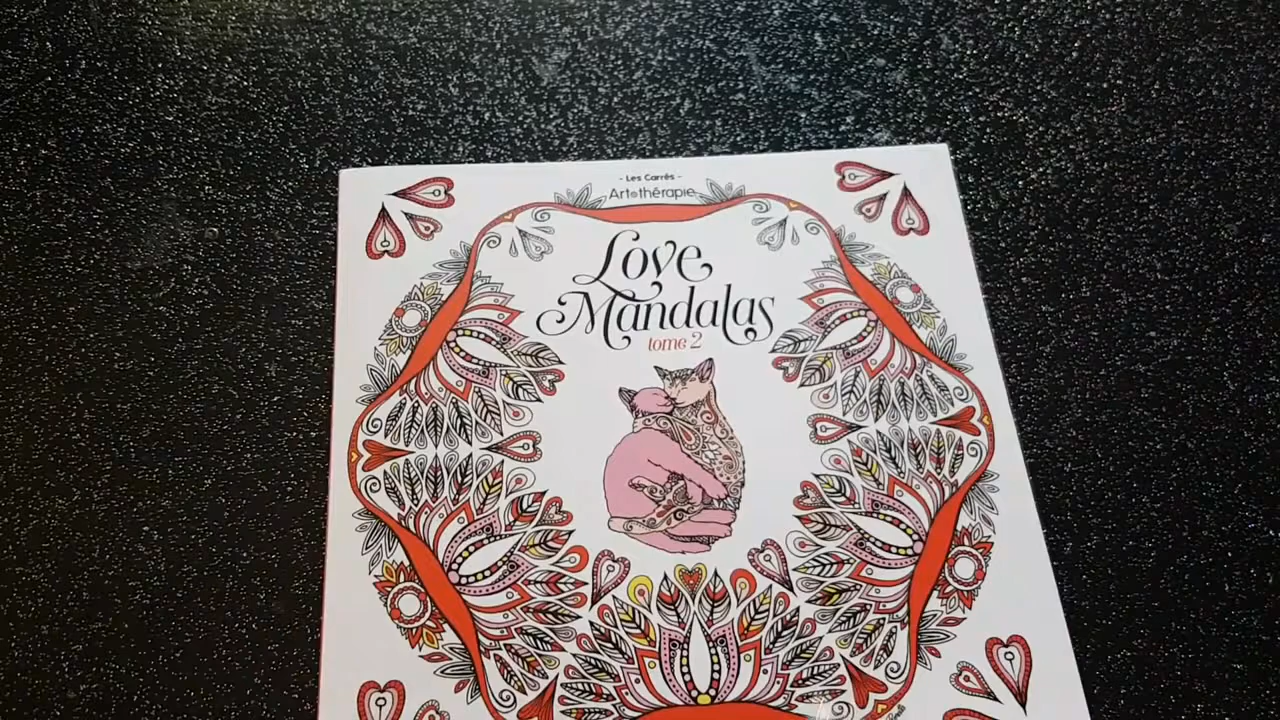 - Les Carrés -
Art-thérapie
Love
Mandalas
tome 2